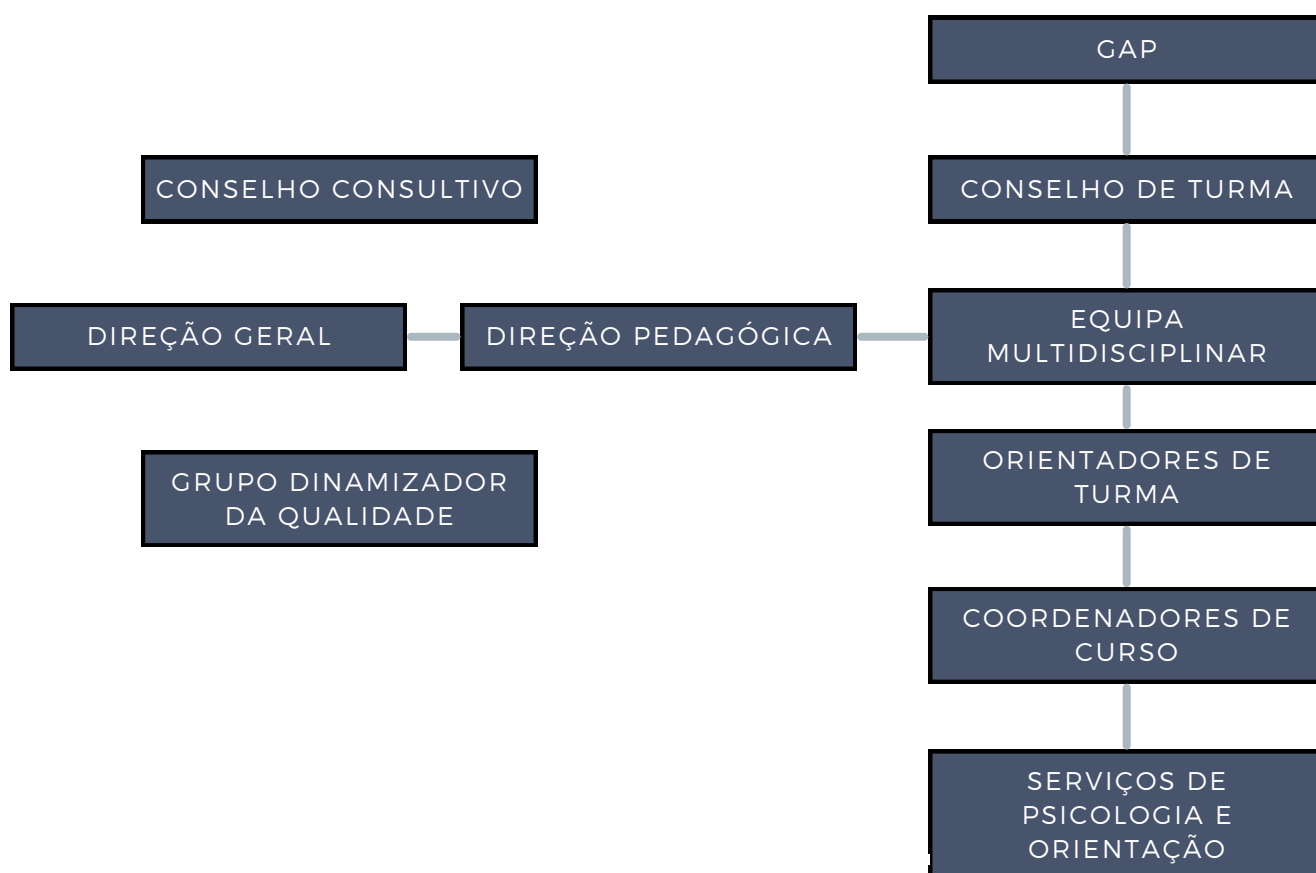 GAP
CONSELHO CONSULTIVO
CONSELHO DE TURMA
DIREÇÃO GERAL
DIREÇÃO PEDAGÓGICA
EQUIPA
MULTIDISCIPLINAR
GRUPO DINAMIZADOR
DA QUALIDADE
ORIENTADORES DE
TURMA
COORDENADORES DE
CURSO
SERVIÇOS DE
PSICOLOGIA E
ORIENTAÇÃO